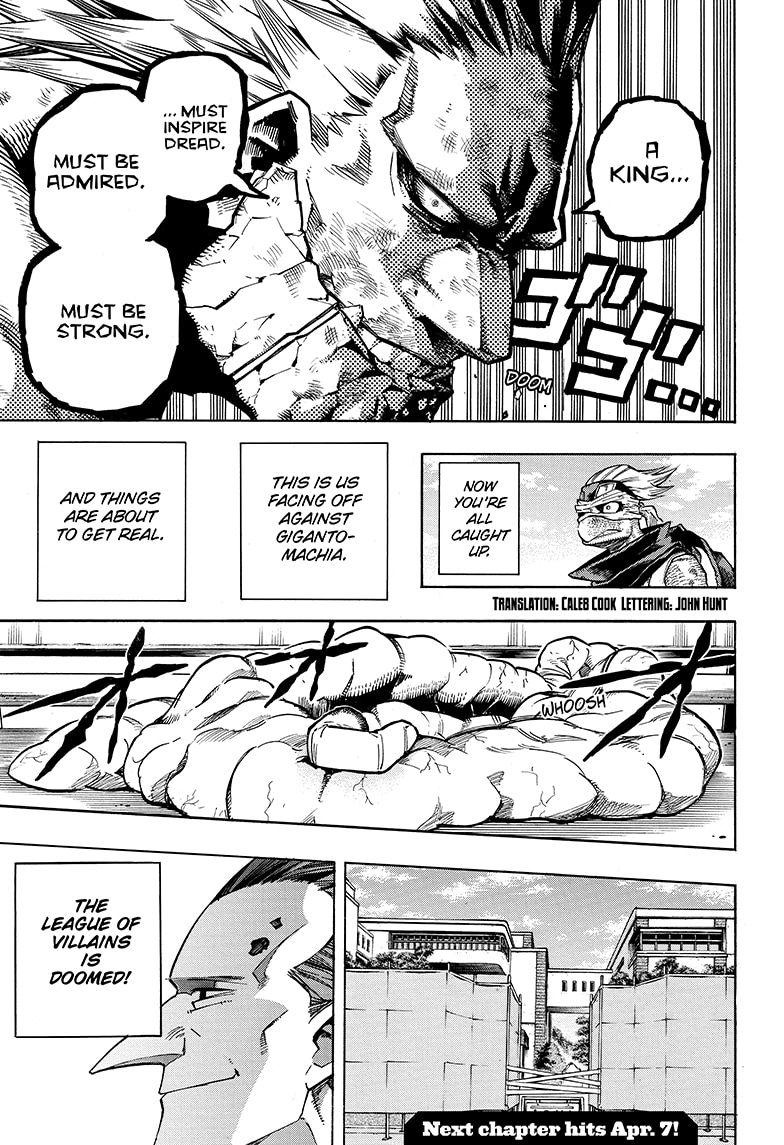 A
KING...
... MUST
INSPIRE
DREAD.
MUST BE
ADMIRED.
MUST BE
STRONG.
ゴゴ...
DOOM
NOW
YOU'RE
ALL
CAUGHT
UP.
THIS IS US
FACING OFF
AGAINST
GIGANTO-
MACHIA.
AND THINGS
ARE ABOUT
TO GET REAL.
TRANSLATION: CALEB COOK LETTERING: JOHN HUNT
WHOOSH
THE
LEAGUE OF
VILLAINS
IS
DOOMED!
Next chapter hits Apr. 7!